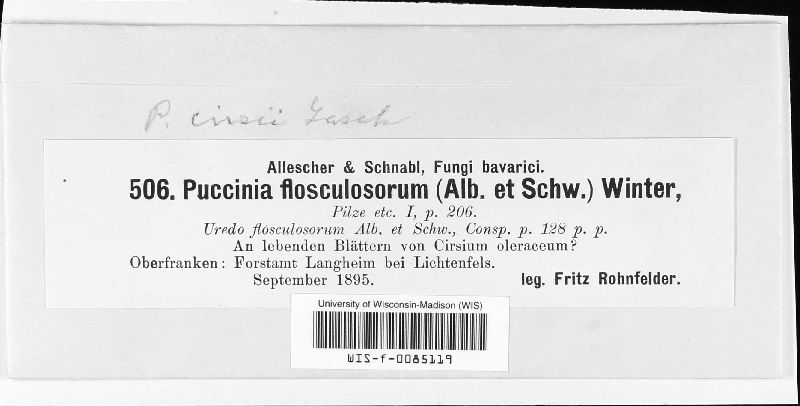 P. cirsii Lasch
Allescher & Schnabl, Fungi bavarici.
506. Puccinia flosculosorum (Alb. et Schw.) Winter,
Pilze etc. I, p. 206.
Uredo flosculosorum Alb. et Schw., Consp. p. 128 p. p.
An lebenden Blättern von Cirsium oleraceum?
Oberfranken: Forstamt Langheim bei Lichtenfels.
September 1895. leg. Fritz Rohnfelder.
University of Wisconsin-Madison (WIS)
WIS-f-0085119